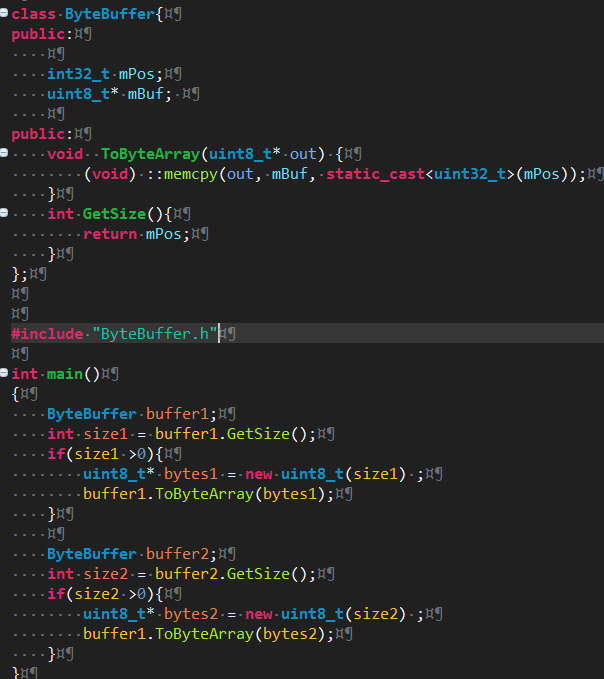 class ByteBuffer{¤¶
public:¤¶
····¤¶
····int32_t·mPos;¤¶
····uint8_t*·mBuf;·¤¶
····¤¶
public:¤¶
····void··ToByteArray(uint8_t*·out)·{¤¶
········(void)·::memcpy(out,·mBuf,·static_cast<uint32_t>(mPos));¤¶
····}¤¶
····int·GetSize(){¤¶
········return·mPos;¤¶
····}¤¶
};¤¶
¤¶
¤¶
#include·"ByteBuffer.h"¤¶
¤¶
int·main()¤¶
{¤¶
····ByteBuffer·buffer1;¤¶
····int·size1·=·buffer1.GetSize();¤¶
····if(size1·>0){¤¶
········uint8_t*·bytes1·=·new·uint8_t(size1)·;¤¶
········buffer1.ToByteArray(bytes1);¤¶
····}¤¶
····¤¶
····ByteBuffer·buffer2;¤¶
····int·size2·=·buffer2.GetSize();¤¶
····if(size2·>0){¤¶
········uint8_t*·bytes2·=·new·uint8_t(size2)·;¤¶
········buffer1.ToByteArray(bytes2);¤¶
····}¤¶
}¤¶